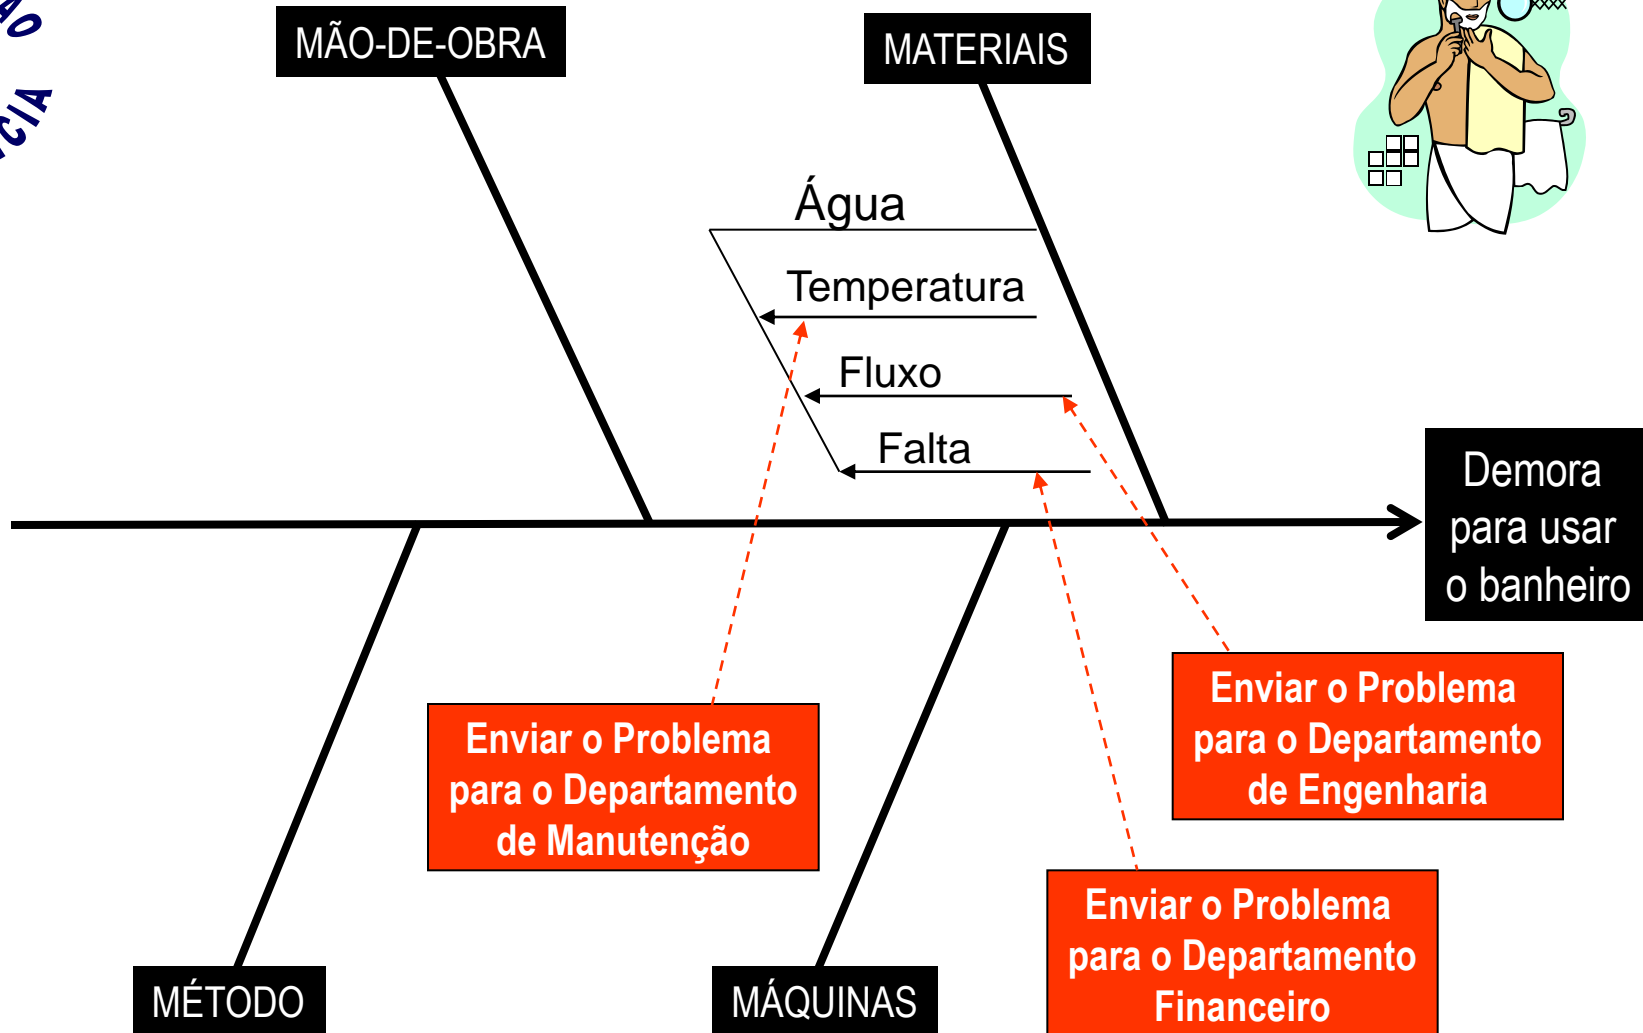 MÃO-DE-OBRA
MATERIAIS
Água
Temperatura
Fluxo
Falta
Demora
para usar
o banheiro
Enviar o Problema
para o Departamento
de Manutenção
Enviar o Problema
para o Departamento
de Engenharia
Enviar o Problema
para o Departamento
Financeiro
MÉTODO
MÁQUINAS